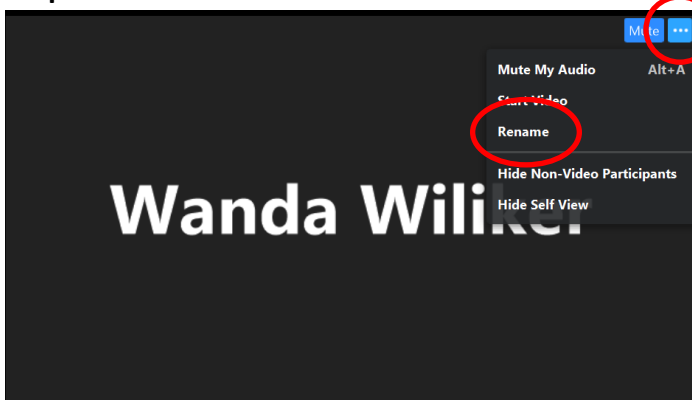 Mute ...
Mute My Audio Alt+A
Start Video
Rename
Hide Non-Video Participants
Hide Self View
Wanda Wiliker